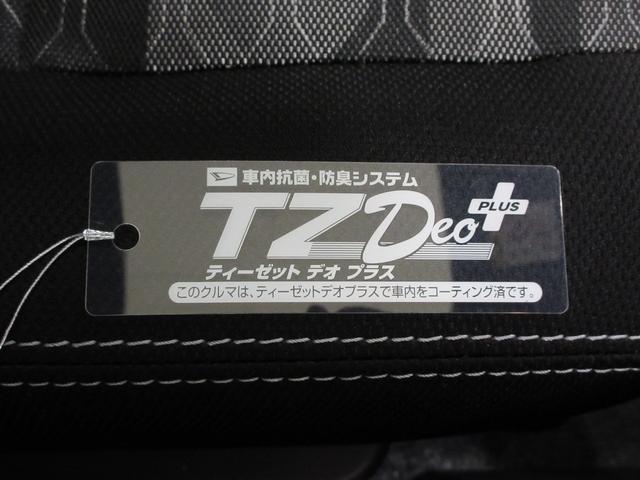 車内抗菌・防臭システム
TZ Deo PLUS
ティーゼット デオ プラス
このクルマは、ティーゼットデオプラスで車内をコーティング済です。